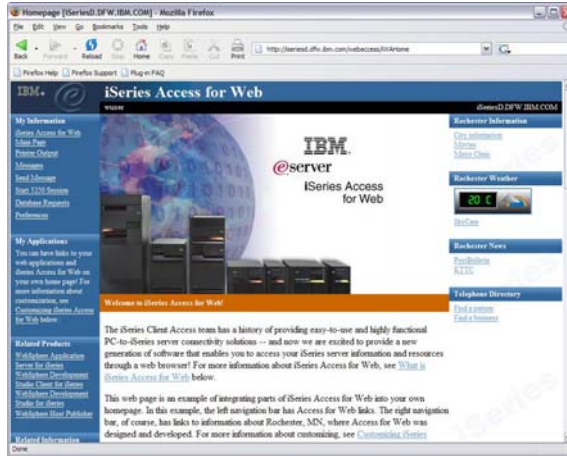 Homepage [iSeriesD.DFW.IBM.COM] - Mozilla Firefox
File Edit View Go Bookmarks Tools Help
Back Forward Reload Stop Home Copy Paste Cut Print
http://iseriesd.dfw.ibm.com/webaccess/iWAHome
Firefox Help Firefox Support Plug-in FAQ
IBM. iSeries Access for Web
iSeriesD.DFW.IBM.COM
My Information
iSeries Access for Web
Main Page
Printer Output
Messages
Send Message
Start 5250 Session
Database Requests
Preferences
My Applications
You can have links to your
web applications and
iSeries Access for Web on
your own home page! For
more information about
customization, see
Customizing iSeries Access
for Web below.
Related Products
WebSphere Application
Server for iSeries
WebSphere Development
Studio Client for iSeries
WebSphere Development
Studio for iSeries
WebSphere Host Publisher
Related Information
IBM.
eserver
iSeries Access
for Web
Welcome to iSeries Access for Web!
The iSeries Client Access team has a history of providing easy-to-use and highly functional
PC-to-iSeries server connectivity solutions -- and now we are excited to provide a new
generation of software that enables you to access your iSeries server information and resources
through a web browser! For more information about iSeries Access for Web, see What is
iSeries Access for Web below.
This web page is an example of integrating parts of iSeries Access for Web into your own
homepage. In this example, the left navigation bar has Access for Web links. The right navigation
bar, of course, has links to information about Rochester, MN, where Access for Web was
designed and developed. For more information about customizing, see Customizing iSeries
Rochester Information
City information
Movies
Mayo Clinic
Rochester Weather
20 C
SkyCam
Rochester News
PostBulletin
KTTC
Telephone Directory
Find a person
Find a business
iSeries
Done